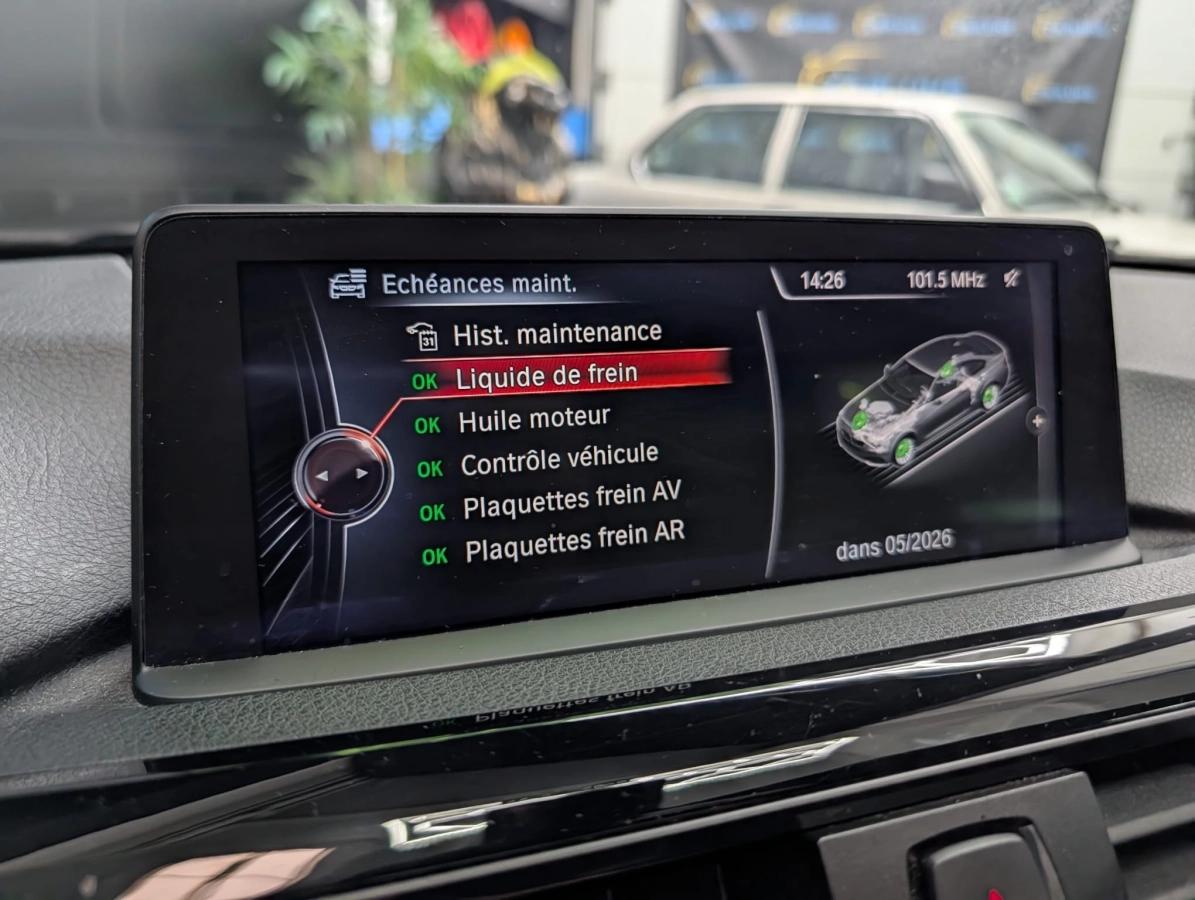 Echéances maint.
14:26
101.5 MHz
31
Hist. maintenance
OK Liquide de frein
OK Huile moteur
OK Contrôle véhicule
OK Plaquettes frein AV
OK Plaquettes frein AR
dans 05/2026